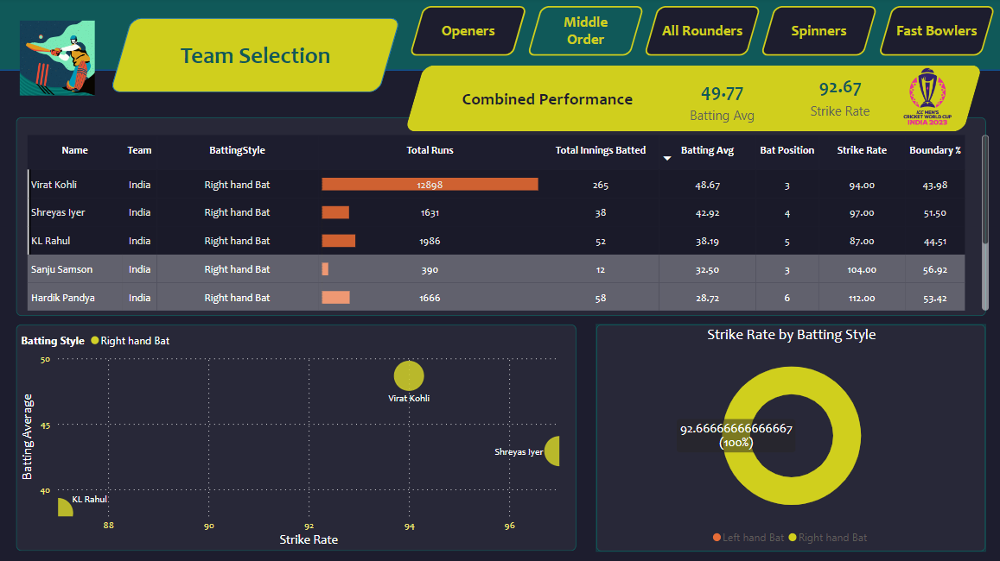 Team Selection
Openers
Middle
Order
All Rounders
Spinners
Fast Bowlers
Combined Performance
49.77
Batting Avg
92.67
Strike Rate
ICC MEN'S
CRICKET WORLD CUP
INDIA 2023
Name Team BattingStyle Total Runs Total Innings Batted Batting Avg Bat Position Strike Rate Boundary %
Virat Kohli India Right hand Bat 12898 265 48.67 3 94.00 43.98
Shreyas Iyer India Right hand Bat 1631 38 42.92 4 97.00 51.50
KL Rahul India Right hand Bat 1986 52 38.19 5 87.00 44.51
Sanju Samson India Right hand Bat 390 12 32.50 3 104.00 56.92
Hardik Pandya India Right hand Bat 1666 58 28.72 6 112.00 53.42
Batting Style Right hand Bat
50
45
40
Batting Average
Virat Kohli
Shreyas Iyer
KL Rahul
88 90 92 94 96
Strike Rate
Strike Rate by Batting Style
92.66666666666667
(100%)
Left hand Bat Right hand Bat